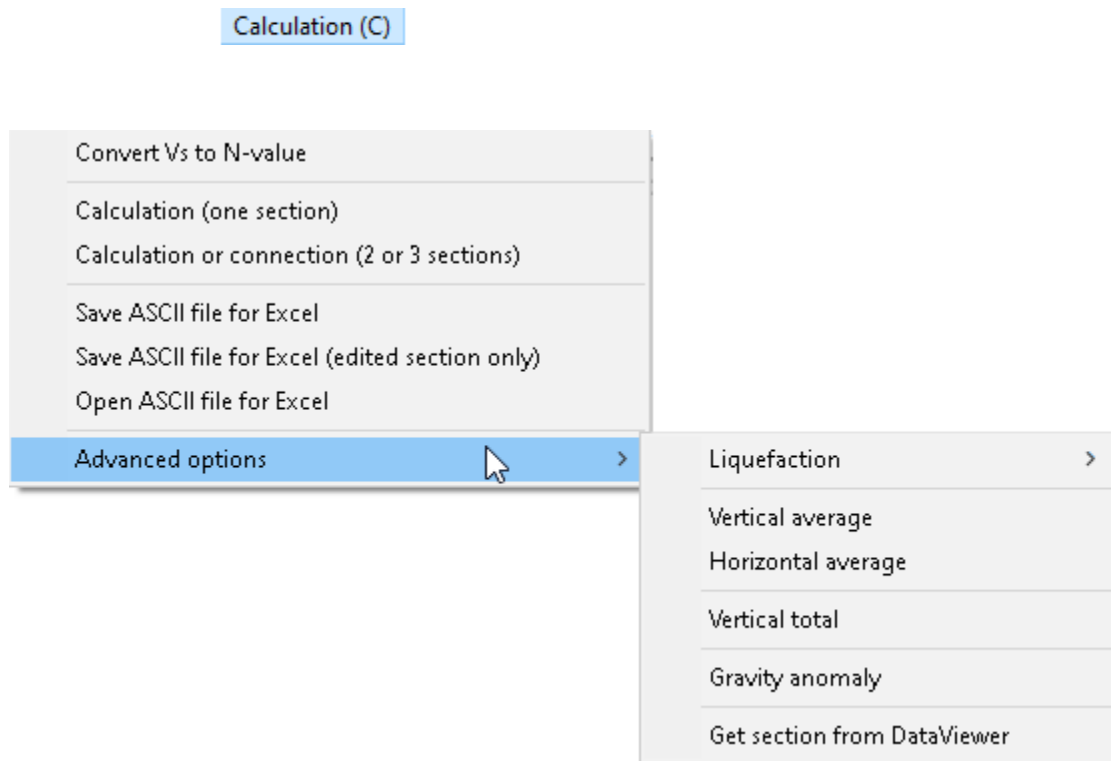 Calculation (C)
Convert Vs to N-value
Calculation (one section)
Calculation or connection (2 or 3 sections)
Save ASCII file for Excel
Save ASCII file for Excel (edited section only)
Open ASCII file for Excel
Advanced options
Liquefaction
Vertical average
Horizontal average
Vertical total
Gravity anomaly
Get section from DataViewer